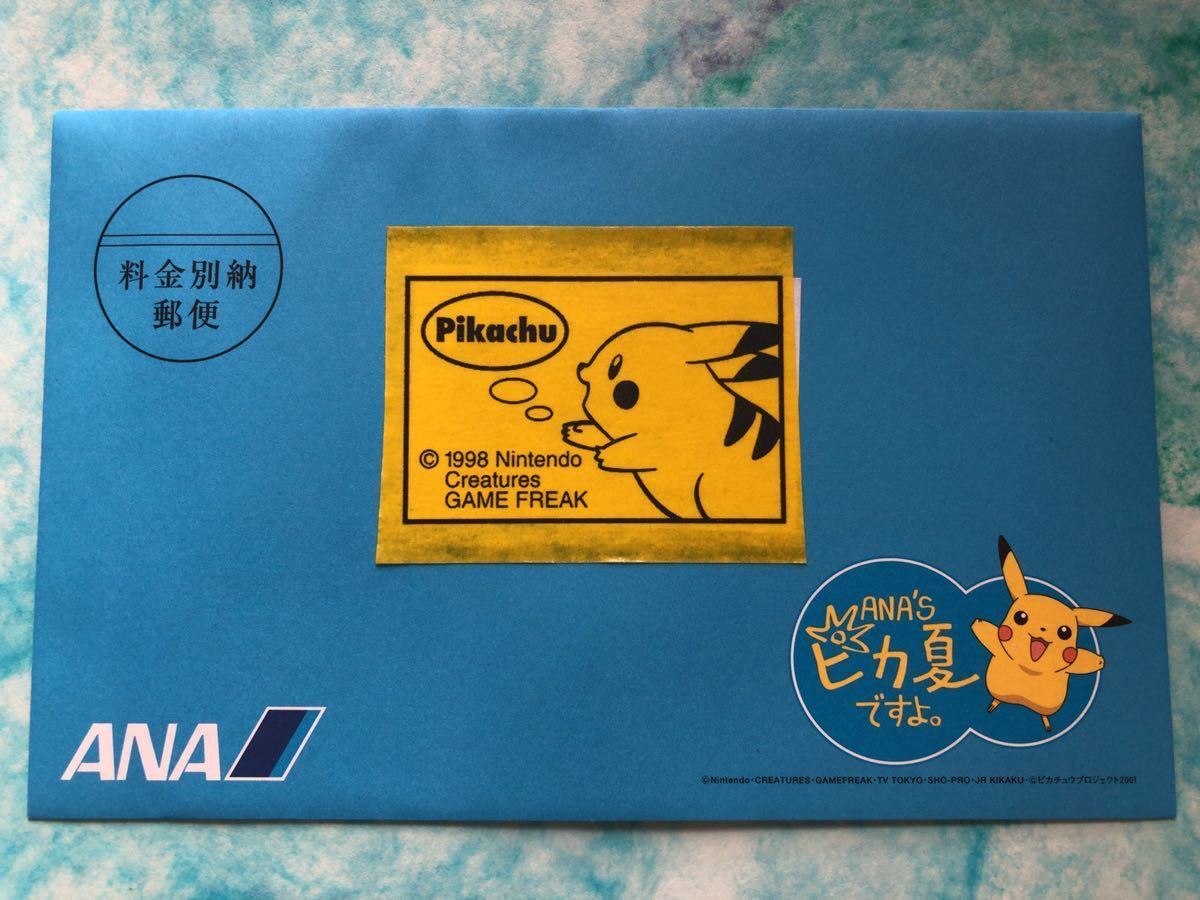 料金別納
郵便
Pikachu
© 1998 Nintendo
Creatures
GAME FREAK
ANA'S
ピカ夏
ですよ。
ANA
©Nintendo・CREATURES・GAMEFREAK・TV TOKYO・SHO-PRO・JR KIKAKU・©ピカチュウプロジェクト2001